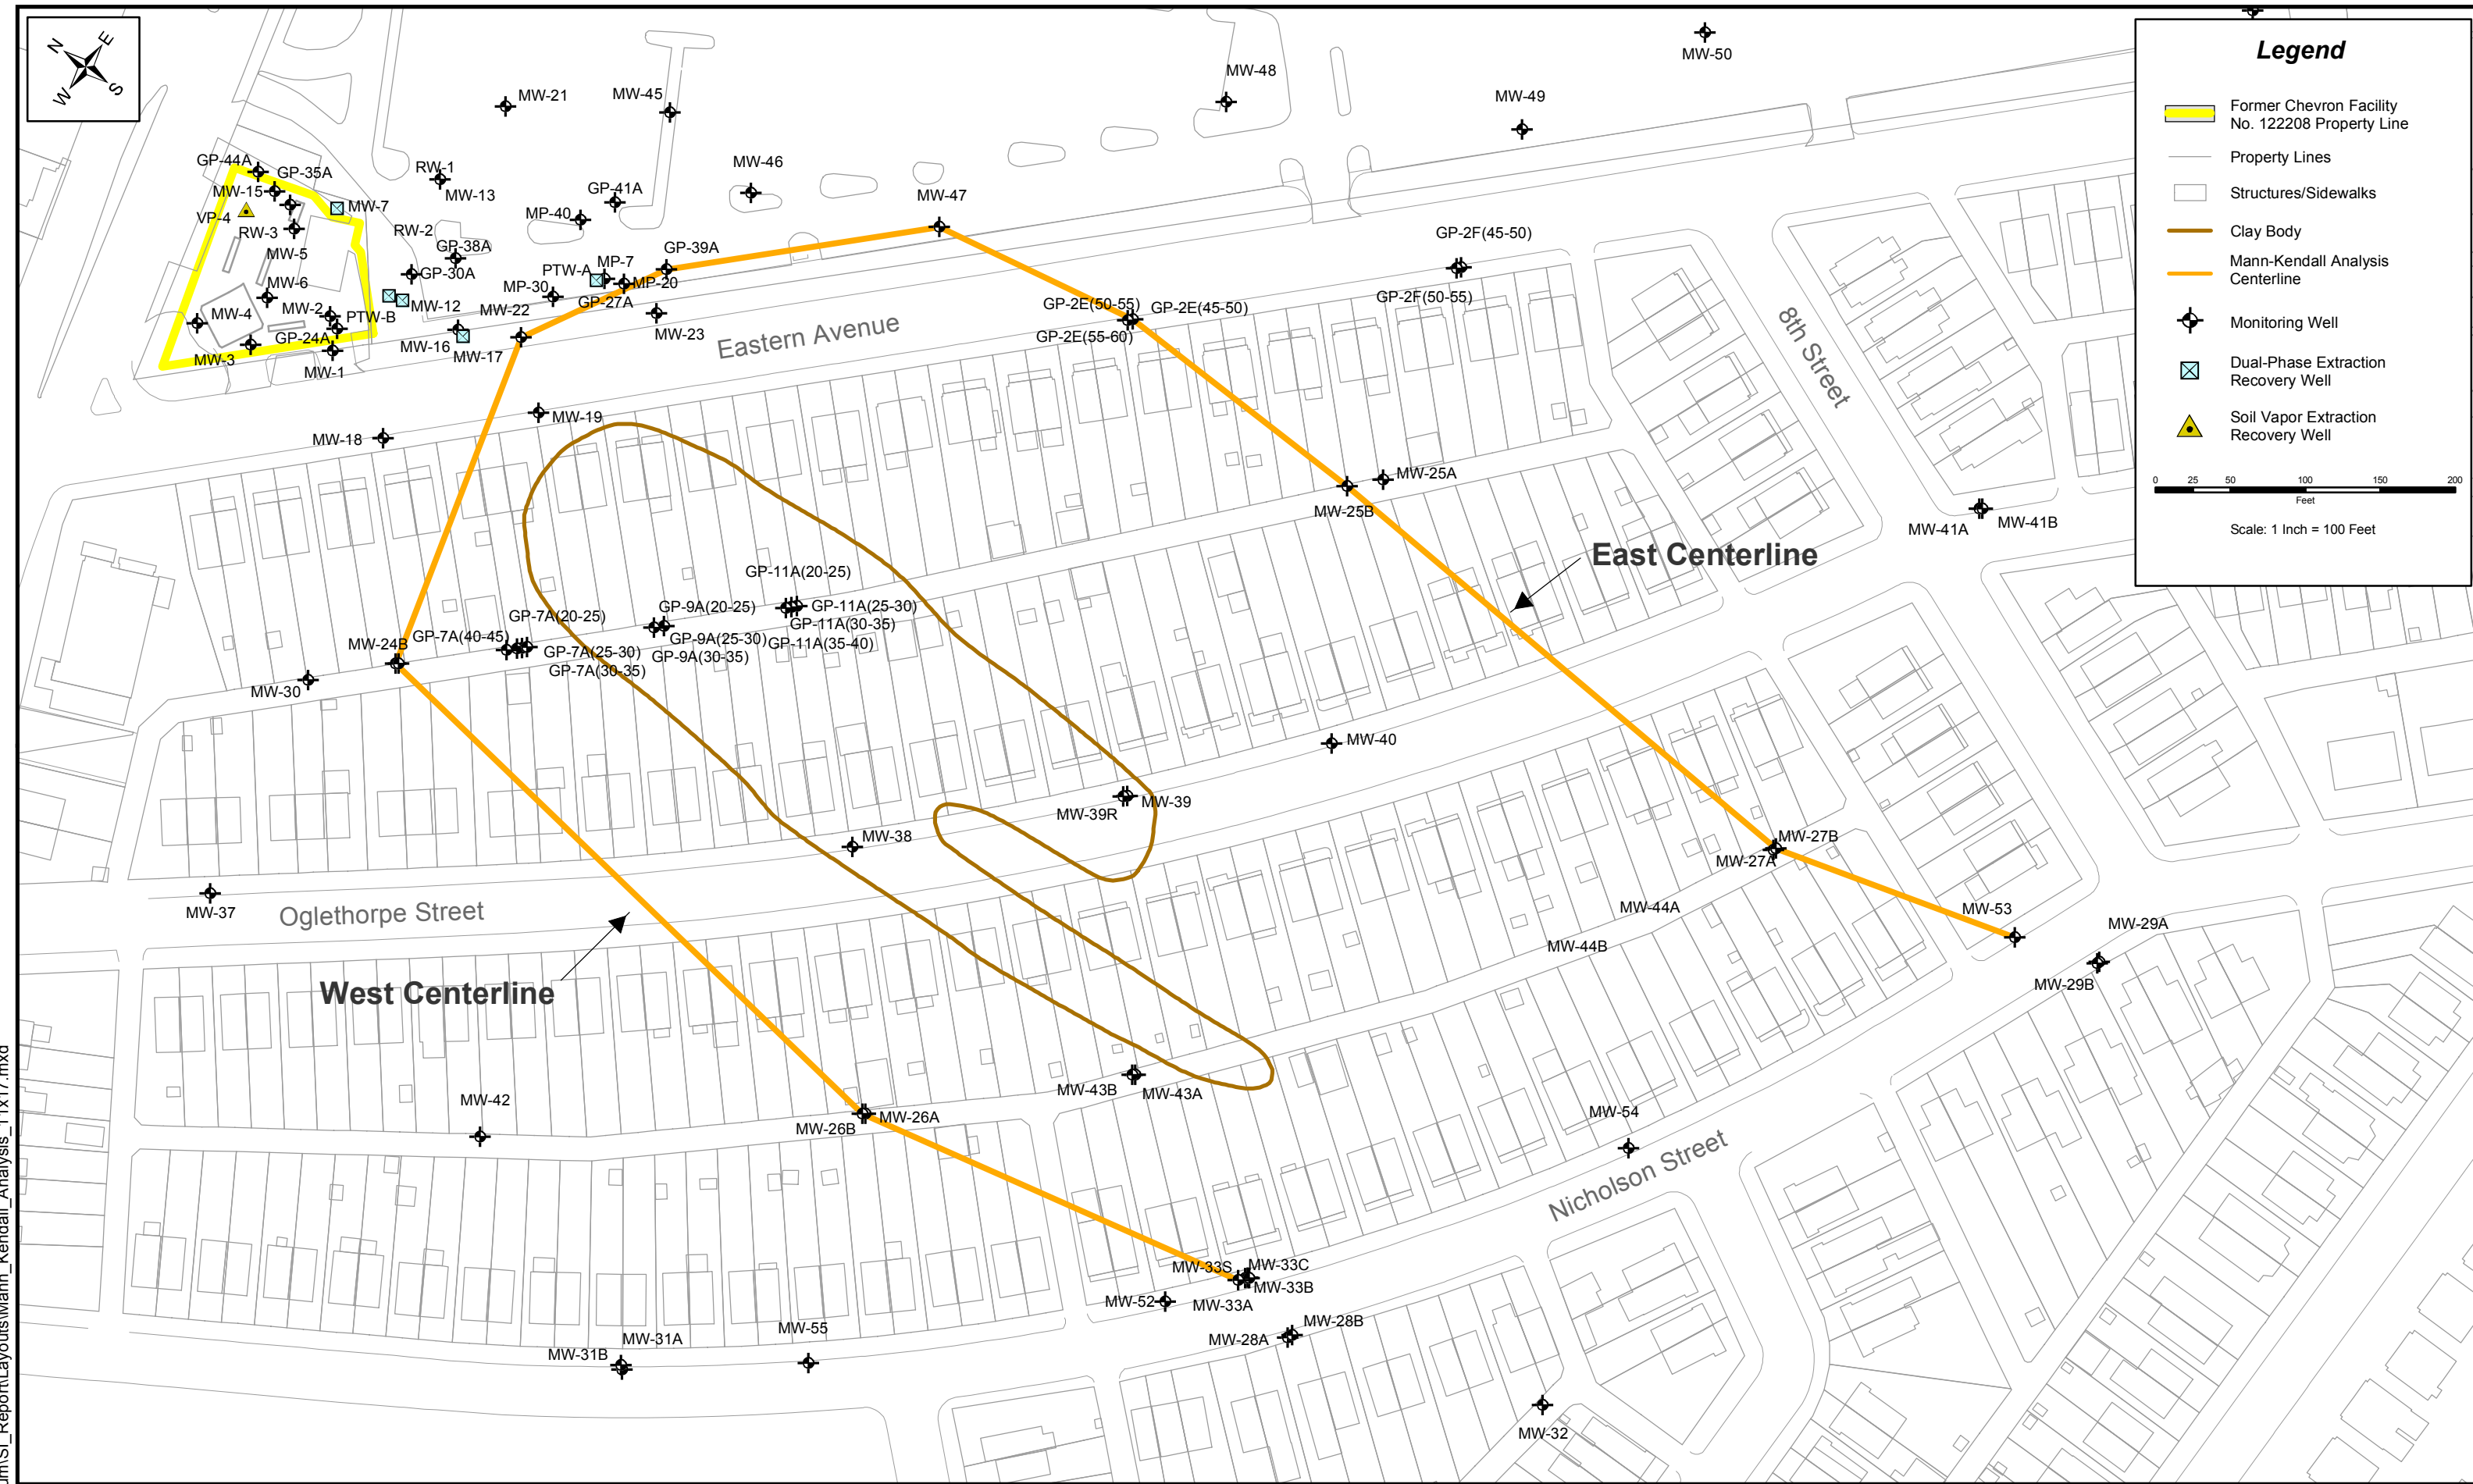 N
E
W
S
MW-50
MW-48
MW-21
MW-45
MW-49
Legend
Former Chevron Facility
No. 122208 Property Line
Property Lines
Structures/Sidewalks
Clay Body
Mann-Kendall Analysis
Centerline
Monitoring Well
Dual-Phase Extraction
Recovery Well
Soil Vapor Extraction
Recovery Well
0 25 50 100 150 200
Feet
Scale: 1 Inch = 100 Feet
GP-44A
GP-35A
MW-15
VP-4
MW-7
RW-3
MW-5
MW-6
MW-4
MW-2
PTW-B
GP-24A
MW-3
MW-1
RW-1
MW-13
RW-2
GP-38A
GP-30A
MW-12
MW-16
MW-17
MW-22
MP-30
PTW-A
MP-7
GP-27A
MP-20
GP-39A
MP-40
GP-41A
MW-46
MW-47
MW-23
Eastern Avenue
GP-2E(50-55)
GP-2E(45-50)
GP-2E(55-60)
GP-2F(45-50)
GP-2F(50-55)
8th Street
MW-18
MW-19
MW-25A
MW-25B
MW-41A
MW-41B
East Centerline
GP-11A(20-25)
GP-11A(25-30)
GP-11A(30-35)
GP-11A(35-40)
GP-9A(20-25)
GP-9A(25-30)
GP-9A(30-35)
GP-7A(20-25)
GP-7A(40-45)
GP-7A(25-30)
GP-7A(30-35)
MW-24B
MW-30
MW-40
MW-39R
MW-39
MW-38
MW-27B
MW-27A
MW-37
Oglethorpe Street
MW-44A
MW-44B
MW-53
MW-29A
MW-29B
West Centerline
MW-43B
MW-43A
MW-42
MW-26A
MW-26B
MW-54
Nicholson Street
MW-33S
MW-33C
MW-33B
MW-33A
MW-52
MW-28B
MW-28A
MW-55
MW-31A
MW-31B
MW-32
um\SI_Report\Layouts\Mann_Kendall_Analysis_11x17.mxd